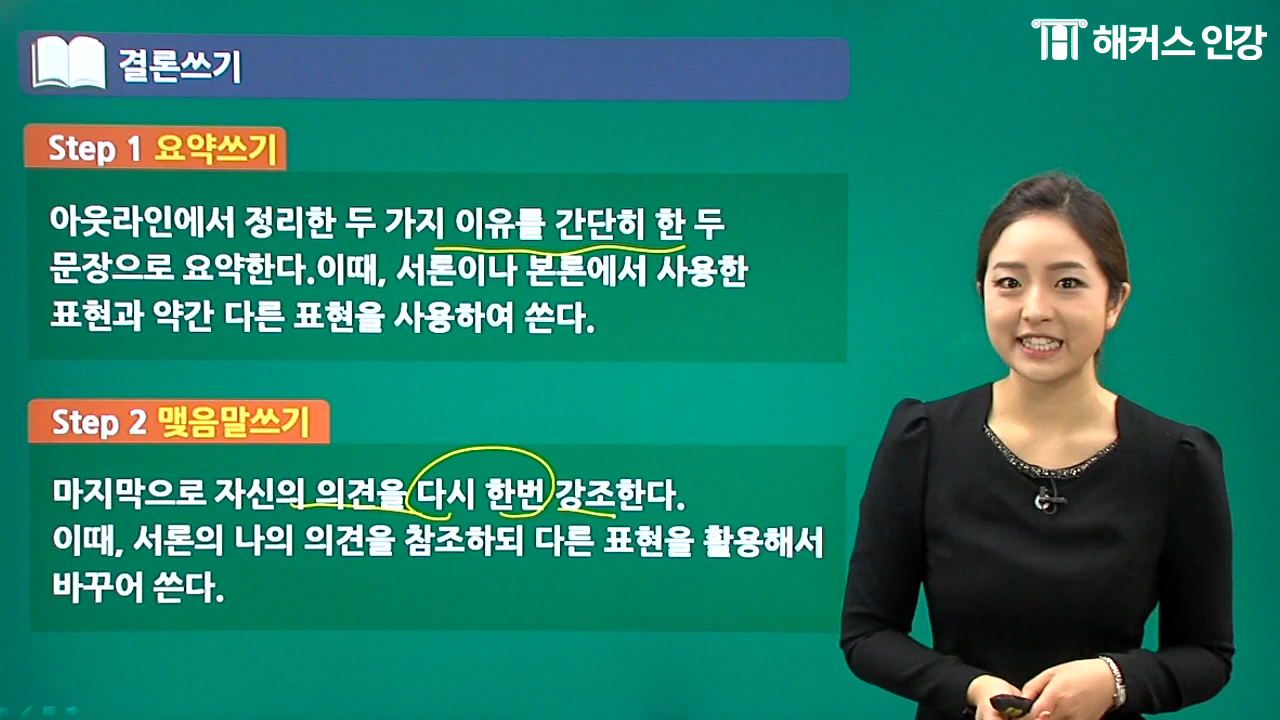 해커스 인강
결론쓰기
Step 1 요약쓰기
아웃라인에서 정리한 두 가지 이유를 간단히 한 두
문장으로 요약한다.이때, 서론이나 본론에서 사용한
표현과 약간 다른 표현을 사용하여 쓴다.
Step 2 맺음말쓰기
마지막으로 자신의 의견을 다시 한번 강조한다.
이때, 서론의 나의 의견을 참조하되 다른 표현을 활용해서
바꾸어 쓴다.